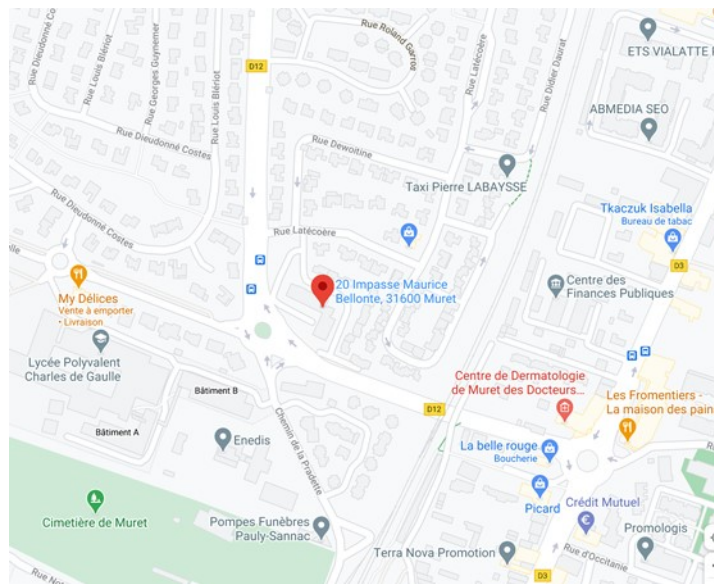 Rue Roland Garros
ETS VIALATTE
Rue Dieudonné Costes
Rue Louis Blériot
Rue Georges Guynemer
Rue Louis Blériot
D12
Rue Latécoère
Rue Didier Daurat
ABMEDIA SEO
Rue Dieudonné Costes
Rue Dewoitine
Taxi Pierre LABAYSSE
Tkaczuk Isabella
Bureau de tabac
Rue Dieudonné Costes
Rue Latécoère
D3
My Délices
Vente à emporter
• Livraison
20 Impasse Maurice
Bellonte, 31600 Muret
Centre des
Finances Publiques
Lycée Polyvalent
Charles de Gaulle
Bâtiment B
Bâtiment A
Centre de Dermatologie
de Muret des Docteurs...
D12
Les Fromentiers -
La maison des pain
Enedis
Chemin de la Pradette
La belle rouge
Boucherie
Picard
Crédit Mutuel
Cimetière de Muret
Pompes Funèbres
Pauly-Sannac
Promologis
Terra Nova Promotion
Rue d'Occitanie
D3